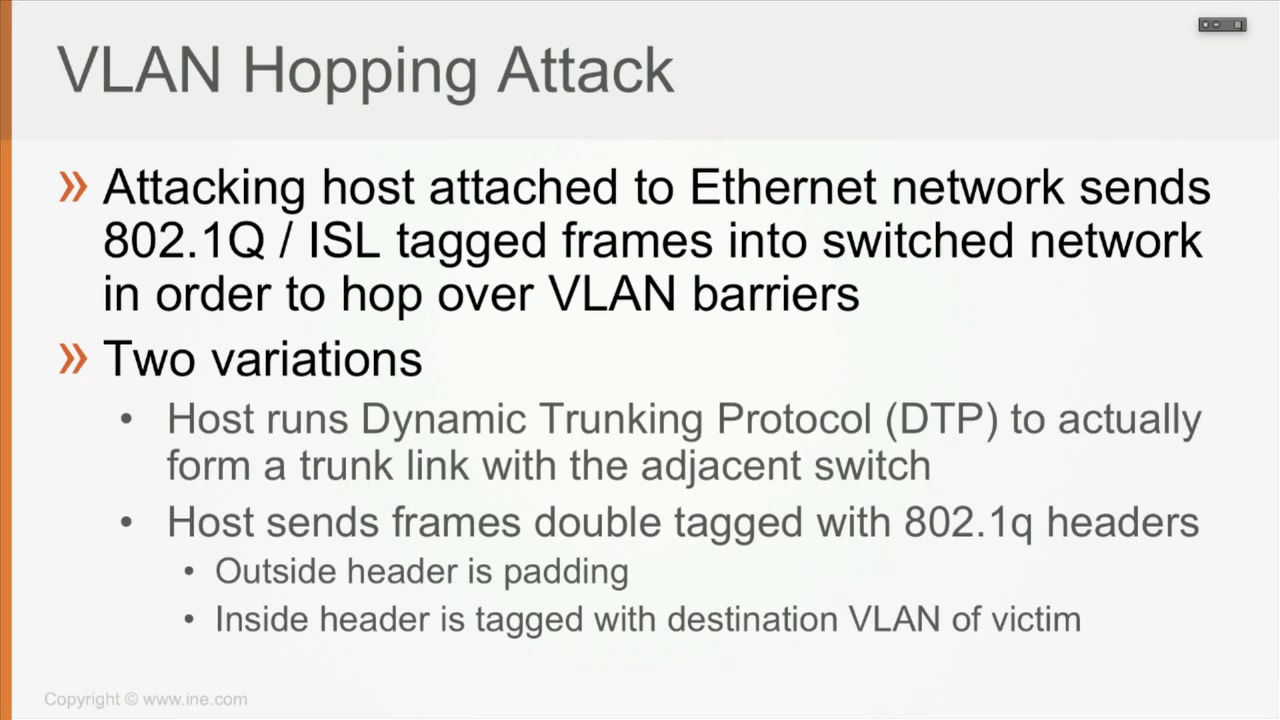 VLAN Hopping Attack
» Attacking host attached to Ethernet network sends
802.1Q / ISL tagged frames into switched network
in order to hop over VLAN barriers
» Two variations
• Host runs Dynamic Trunking Protocol (DTP) to actually
form a trunk link with the adjacent switch
• Host sends frames double tagged with 802.1q headers
• Outside header is padding
• Inside header is tagged with destination VLAN of victim
Copyright © www.ine.com